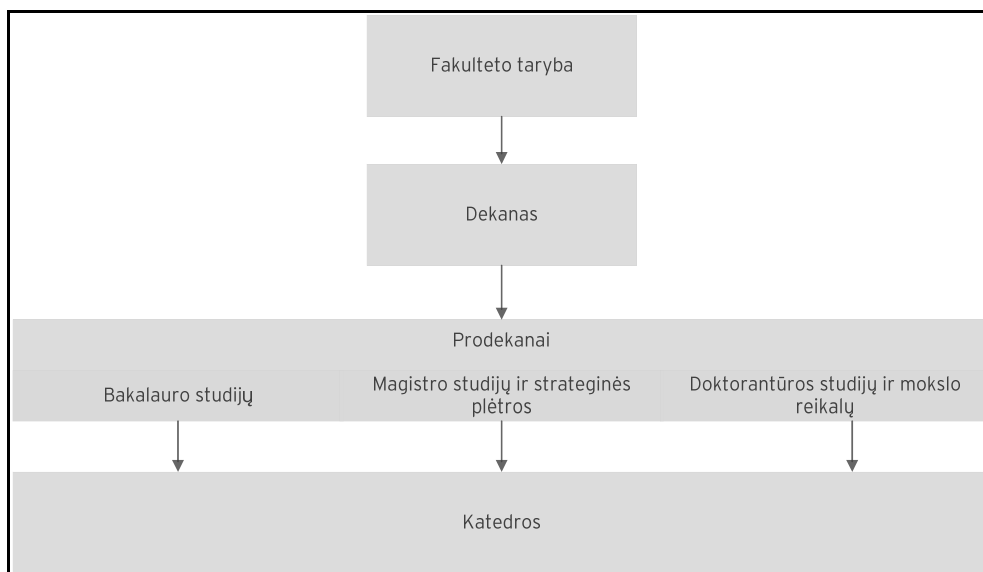 Fakulteto taryba
Dekanas
Prodekanai
Bakalauro studijų
Magistro studijų ir strateginės
plėtros
Doktorantūros studijų ir mokslo
reikalų
Katedros